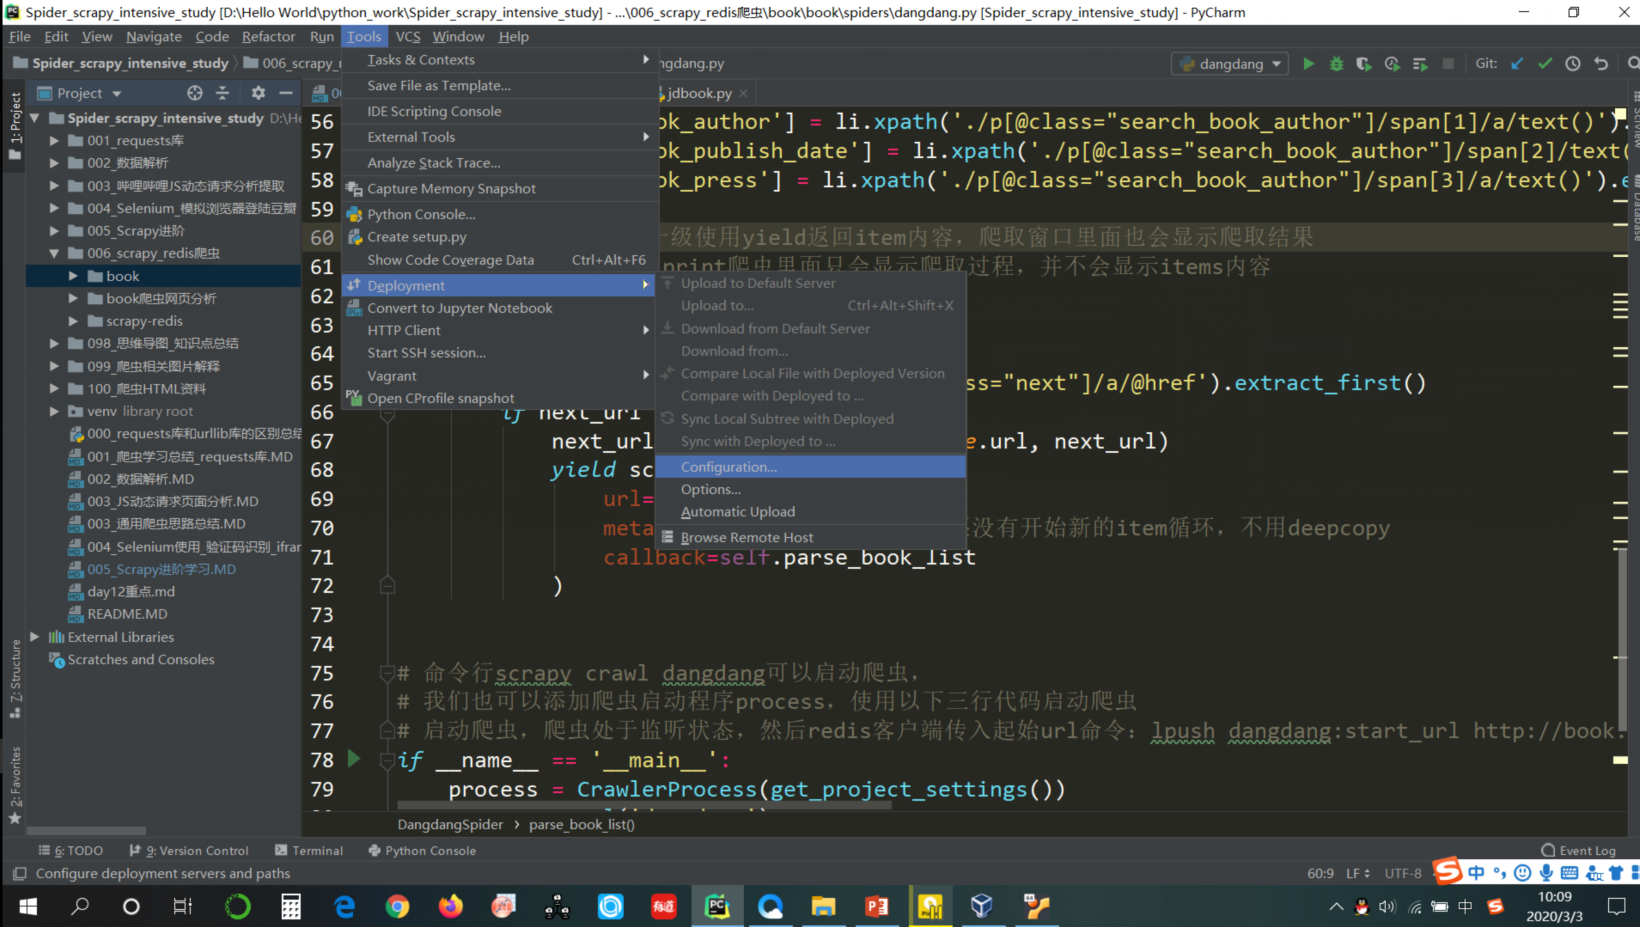 Spider_scrapy_intensive_study [D:\Hello World\python_work\Spider_scrapy_intensive_study] - ...\006_scrapy_redis爬虫\book\book\spiders\dangdang.py [Spider_scrapy_intensive_study] - PyCharm
File Edit View Navigate Code Refactor Run Tools VCS Window Help
Spider_scrapy_intensive_study 006_scrapy_r ngdang.py dangdang Git:
Project jdbook.py
1: Project
Spider_scrapy_intensive_study D:\He
001_requests库
002_数据解析
003_哔哩哔哩JS动态请求分析提取
004_Selenium_模拟浏览器登陆豆瓣
005_Scrapy进阶
006_scrapy_redis爬虫
book
book爬虫网页分析
scrapy-redis
098_思维导图_知识点总结
099_爬虫相关图片解释
100_爬虫HTML资料
venv library root
000_requests库和urllib库的区别总结
001_爬虫学习总结_requests库.MD
002_数据解析.MD
003_JS动态请求页面分析.MD
003_通用爬虫思路总结.MD
004_Selenium使用_验证码识别_ifran
005_Scrapy进阶学习.MD
day12重点.md
README.MD
External Libraries
Scratches and Consoles
7: Structure
2: Favorites
Tasks & Contexts
Save File as Template...
IDE Scripting Console
External Tools
Analyze Stack Trace...
Capture Memory Snapshot
Python Console...
Create setup.py
Show Code Coverage Data Ctrl+Alt+F6
Deployment
Convert to Jupyter Notebook
HTTP Client
Start SSH session...
Vagrant
Open CProfile snapshot
Upload to Default Server
Upload to... Ctrl+Alt+Shift+X
Download from Default Server
Download from...
Compare Local File with Deployed Version
Compare with Deployed to ...
Sync Local Subtree with Deployed
Sync with Deployed to ...
Configuration...
Options...
Automatic Upload
Browse Remote Host
56 ok_author'] = li.xpath('./p[@class="search_book_author"]/span[1]/a/text()').
57 ok_publish_date'] = li.xpath('./p[@class="search_book_author"]/span[2]/text(
58 ok_press'] = li.xpath('./p[@class="search_book_author"]/span[3]/a/text()').e
59
60 级使用yield返回item内容，爬取窗口里面也会显示爬取结果
61 print爬虫里面只会显示爬取过程，并不会显示items内容
62
63
64
65 ss="next"]/a/@href').extract_first()
66 if next_url
67 next_url e.url, next_url)
68 yield sc
69 url=
70 meta 没有开始新的item循环，不用deepcopy
71 callback=self.parse_book_list
72 )
73
74
75 # 命令行scrapy crawl dangdang可以启动爬虫，
76 # 我们也可以添加爬虫启动程序process，使用以下三行代码启动爬虫
77 # 启动爬虫，爬虫处于监听状态，然后redis客户端传入起始url命令：lpush dangdang:start_url http://book.
78 if __name__ == '__main__':
79 process = CrawlerProcess(get_project_settings())
DangdangSpider › parse_book_list()
SciView
Database
6: TODO 9: Version Control Terminal Python Console Event Log
Configure deployment servers and paths 60:9 LF UTF-8 中
有道
中
10:09
2020/3/3